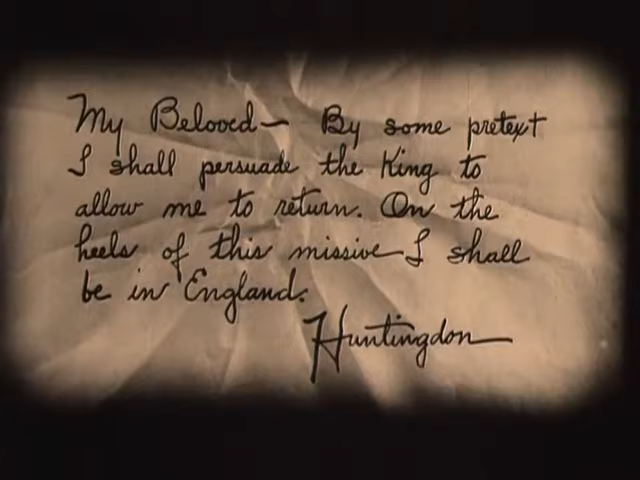 My Beloved— By some pretext
I shall persuade the King to
allow me to return. On the
heels of this missive I shall
be in England.
Huntingdon